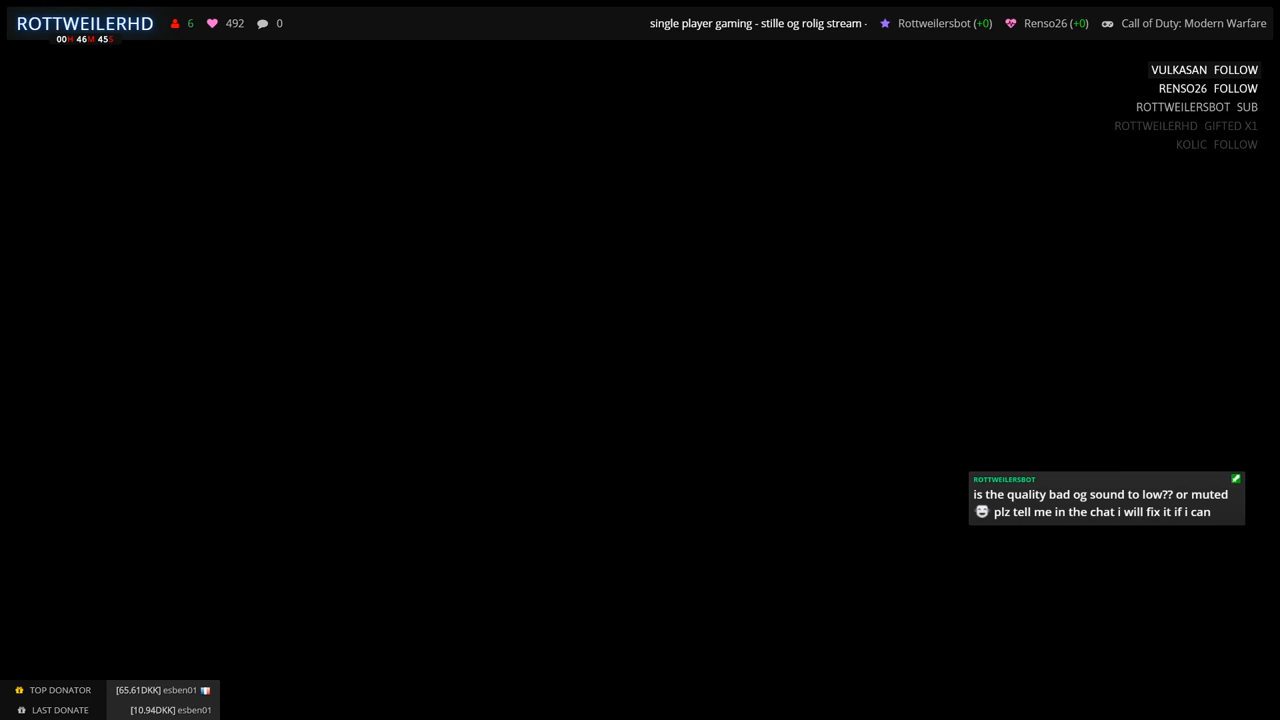 ROTTWEILERHD 6 492 0 single player gaming - stille og rolig stream - Rottweilersbot (+0) Renso26 (+0) Call of Duty: Modern Warfare
00H 46M 45S
VULKASAN FOLLOW
RENSO26 FOLLOW
ROTTWEILERSBOT SUB
ROTTWEILERHD GIFTED X1
KOLIC FOLLOW
ROTTWEILERSBOT
is the quality bad og sound to low?? or muted
plz tell me in the chat i will fix it if i can
TOP DONATOR [65.61DKK] esben01
LAST DONATE [10.94DKK] esben01